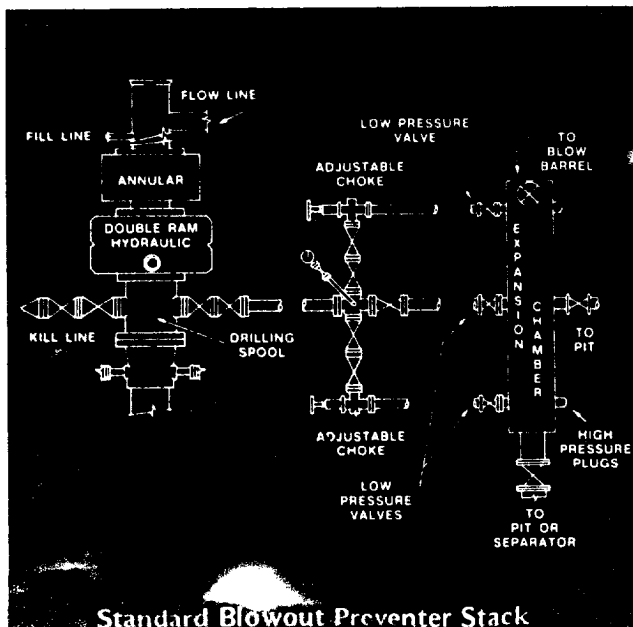 FLOW LINE
FILL LINE
ANNULAR
DOUBLE RAM
HYDRAULIC
KILL LINE
DRILLING
SPOOL
ADJUSTABLE
CHOKE
ADJUSTABLE
CHOKE
LOW PRESSURE
VALVE
TO
BLOW
BARREL
EXPANSION
CHAMBER
TO
PIT
HIGH
PRESSURE
PLUGS
LOW
PRESSURE
VALVES
TO
PIT OR
SEPARATOR
Standard Blowout Preventer Stack